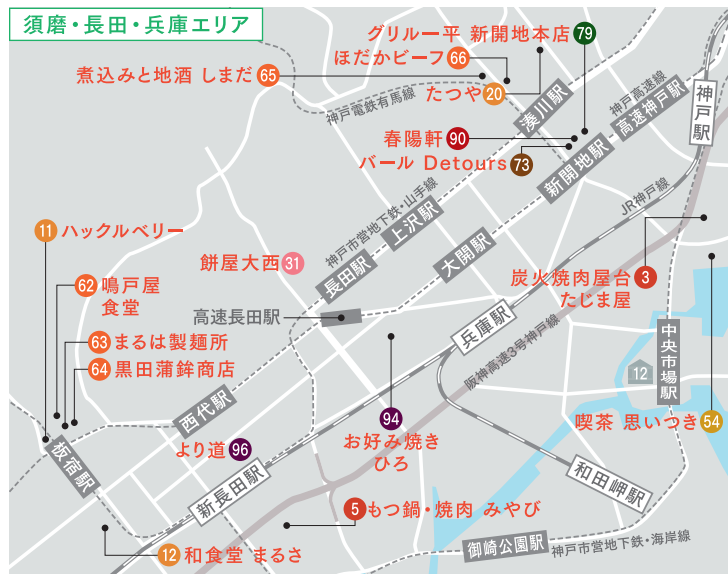 須磨・長田・兵庫エリア
グリル一平 新開地本店 79
ほだかビーフ 66
煮込みと地酒 しまだ 65
たつや 20
神戸電鉄有馬線
湊川駅
神戸高速線
高速神戸駅
神戸駅
春陽軒 90
バール Detours 73
新開地駅
JR神戸線
神戸市営地下鉄・山手線
上沢駅
長田駅
大開駅
11 ハックルベリー
餅屋大西 31
62 鳴戸屋
食堂
高速長田駅
炭火焼肉屋台 3
たじま屋
兵庫駅
阪神高速3号神戸線
63 まるは製麺所
64 黒田蒲鉾商店
中央市場駅
12
西代駅
94
お好み焼き
ひろ
喫茶 思いつき 54
板宿駅
より道 96
新長田駅
和田岬駅
5 もつ鍋・焼肉 みやび
12 和食堂 まるさ
御崎公園駅
神戸市営地下鉄・海岸線